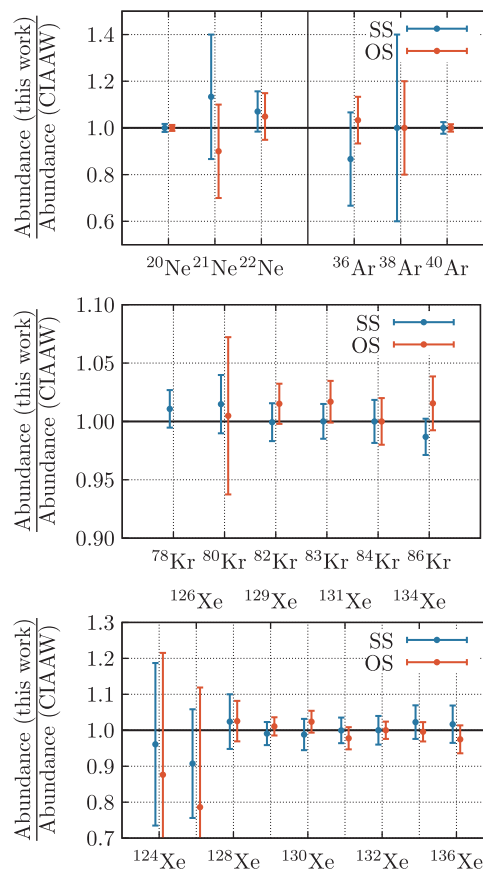 Abundance (this work)
Abundance (CIAAW)
1.4
1.2
1.0
0.8
0.6
SS
OS
²⁰Ne ²¹Ne ²²Ne ³⁶Ar ³⁸Ar ⁴⁰Ar
Abundance (this work)
Abundance (CIAAW)
1.10
1.05
1.00
0.95
0.90
SS
OS
⁷⁸Kr ⁸⁰Kr ⁸²Kr ⁸³Kr ⁸⁴Kr ⁸⁶Kr
¹²⁶Xe ¹²⁹Xe ¹³¹Xe ¹³⁴Xe
Abundance (this work)
Abundance (CIAAW)
1.3
1.2
1.1
1.0
0.9
0.8
0.7
SS
OS
¹²⁴Xe ¹²⁸Xe ¹³⁰Xe ¹³²Xe ¹³⁶Xe